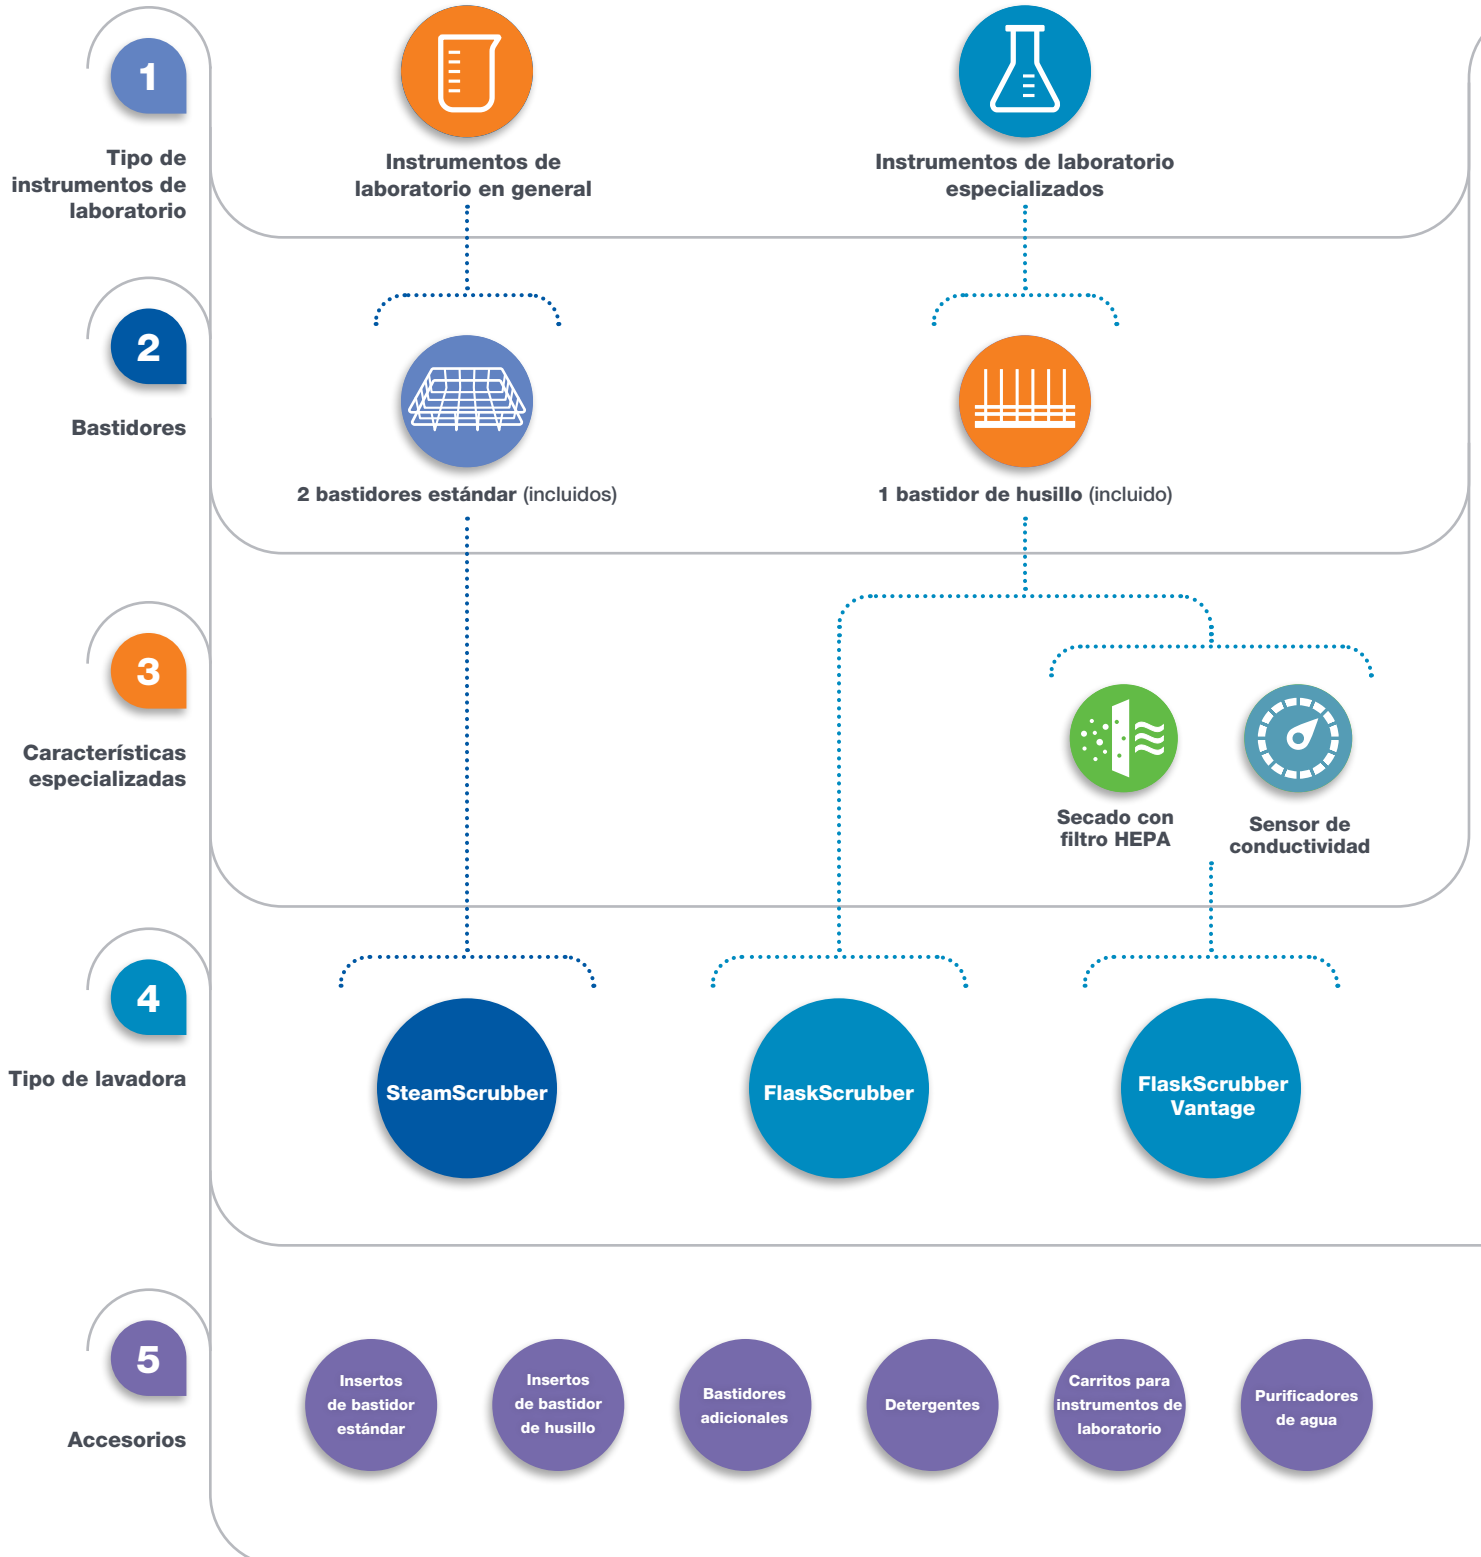 1
Tipo de
instrumentos de
laboratorio
Instrumentos de
laboratorio en general
Instrumentos de laboratorio
especializados
2
Bastidores
2 bastidores estándar (incluidos)
1 bastidor de husillo (incluido)
3
Características
especializadas
Secado con
filtro HEPA
Sensor de
conductividad
4
Tipo de lavadora
SteamScrubber
FlaskScrubber
FlaskScrubber
Vantage
5
Accesorios
Insertos
de bastidor
estándar
Insertos
de bastidor
de husillo
Bastidores
adicionales
Detergentes
Carritos para
instrumentos de
laboratorio
Purificadores
de agua